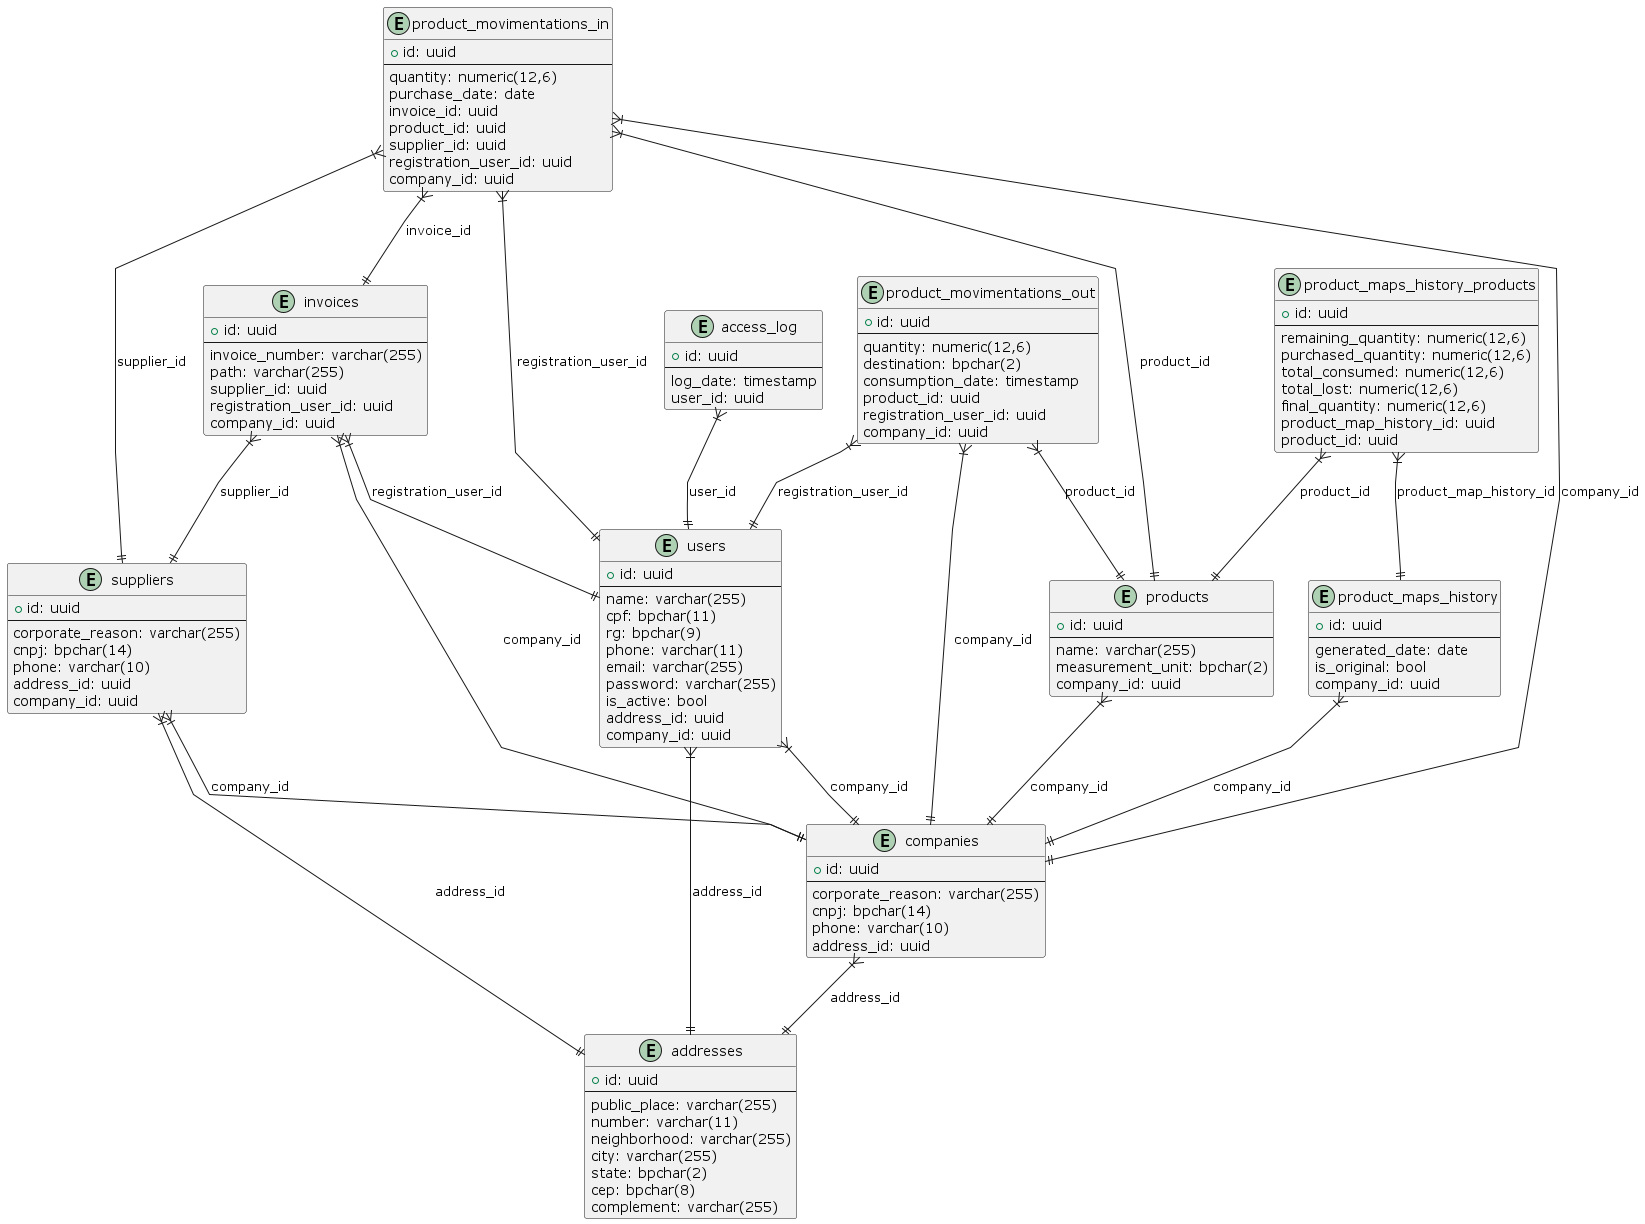 E product_movimentations_in
id: uuid
quantity: numeric(12,6)
purchase_date: date
invoice_id: uuid
product_id: uuid
supplier_id: uuid
registration_user_id: uuid
company_id: uuid
invoice_id
supplier_id
registration_user_id
product_id
company_id
E invoices
id: uuid
invoice_number: varchar(255)
path: varchar(255)
supplier_id: uuid
registration_user_id: uuid
company_id: uuid
E access_log
id: uuid
log_date: timestamp
user_id: uuid
E product_movimentations_out
id: uuid
quantity: numeric(12,6)
destination: bpchar(2)
consumption_date: timestamp
product_id: uuid
registration_user_id: uuid
company_id: uuid
E product_maps_history_products
id: uuid
remaining_quantity: numeric(12,6)
purchased_quantity: numeric(12,6)
total_consumed: numeric(12,6)
total_lost: numeric(12,6)
final_quantity: numeric(12,6)
product_map_history_id: uuid
product_id: uuid
supplier_id
registration_user_id
user_id
registration_user_id
product_id
product_id
product_map_history_id
company_id
company_id
E suppliers
id: uuid
corporate_reason: varchar(255)
cnpj: bpchar(14)
phone: varchar(10)
address_id: uuid
company_id: uuid
E users
id: uuid
name: varchar(255)
cpf: bpchar(11)
rg: bpchar(9)
phone: varchar(11)
email: varchar(255)
password: varchar(255)
is_active: bool
address_id: uuid
company_id: uuid
E products
id: uuid
name: varchar(255)
measurement_unit: bpchar(2)
company_id: uuid
E product_maps_history
id: uuid
generated_date: date
is_original: bool
company_id: uuid
company_id
company_id
company_id
company_id
address_id
address_id
E companies
id: uuid
corporate_reason: varchar(255)
cnpj: bpchar(14)
phone: varchar(10)
address_id: uuid
address_id
E addresses
id: uuid
public_place: varchar(255)
number: varchar(11)
neighborhood: varchar(255)
city: varchar(255)
state: bpchar(2)
cep: bpchar(8)
complement: varchar(255)